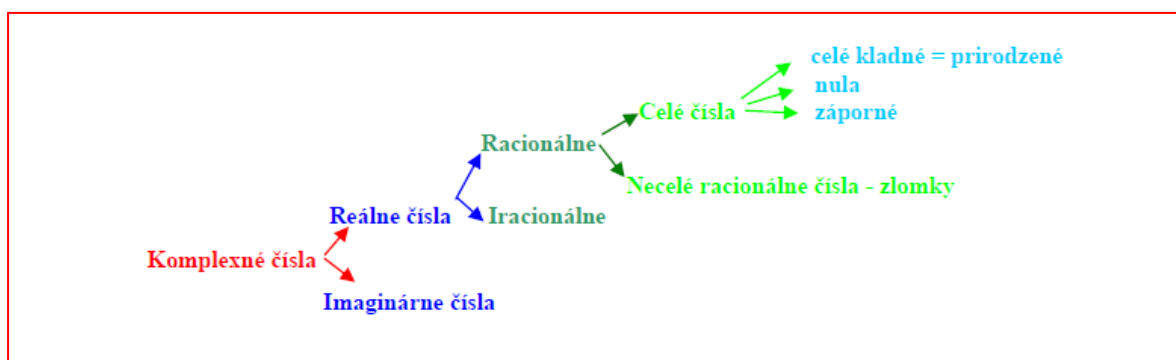 celé kladné = prirodzené
nula
Celé čísla
záporné
Racionálne
Necelé racionálne čísla - zlomky
Reálne čísla
Iracionálne
Komplexné čísla
Imaginárne čísla